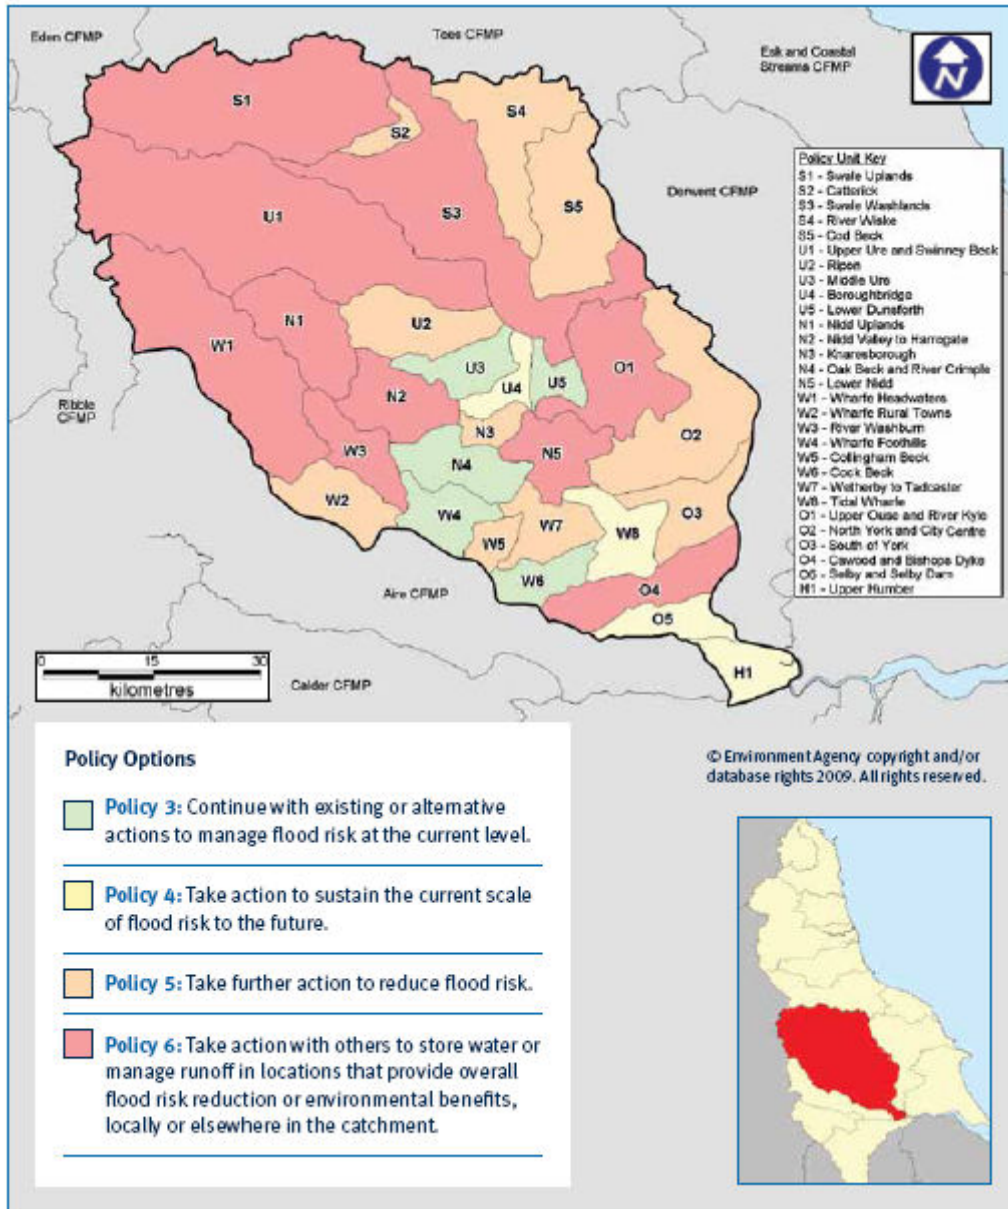 Eden CFMP
Tees CFMP
Esk and Coastal
Streams CFMP
N
S1
S2
S4
Derwent CFMP
S3
S5
U1
Policy Unit Key
S1 - Swale Uplands
S2 - Catterick
S3 - Swale Washlands
S4 - River Wiske
S5 - Cod Beck
U1 - Upper Ure and Swinney Beck
U2 - Ripon
U3 - Middle Ure
U4 - Boroughbridge
U5 - Lower Dunsforth
N1 - Nidd Uplands
N2 - Nidd Valley to Harrogate
N3 - Knaresborough
N4 - Oak Beck and River Crimple
N5 - Lower Nidd
W1 - Wharfe Headwaters
W2 - Wharfe Rural Towns
W3 - River Washburn
W4 - Wharfe Foothills
W5 - Collingham Beck
W6 - Cock Beck
W7 - Wetherby to Tadcaster
W8 - Tidal Wharfe
O1 - Upper Ouse and River Kyle
O2 - North York and City Centre
O3 - South of York
O4 - Cawood and Bishops Dyke
O5 - Selby and Selby Dam
H1 - Upper Humber
N1
U2
W1
U3
U4
U5
O1
Ribble
CFMP
N2
N3
O2
W3
N4
N5
W2
W4
W7
W8
O3
W5
W6
Aire CFMP
O4
O5
0 15 30
kilometres
Calder CFMP
H1
Policy Options
Policy 3: Continue with existing or alternative
actions to manage flood risk at the current level.
Policy 4: Take action to sustain the current scale
of flood risk to the future.
Policy 5: Take further action to reduce flood risk.
Policy 6: Take action with others to store water or
manage runoff in locations that provide overall
flood risk reduction or environmental benefits,
locally or elsewhere in the catchment.
© Environment Agency copyright and/or
database rights 2009. All rights reserved.